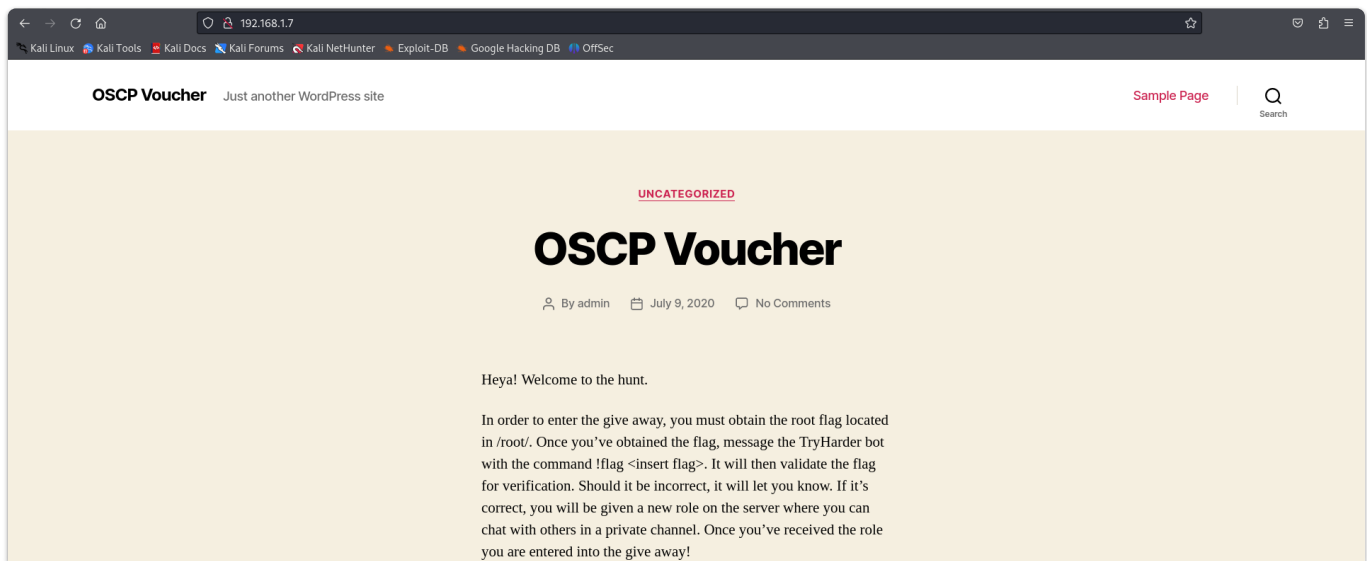 192.168.1.7
Kali Linux Kali Tools Kali Docs Kali Forums Kali NetHunter Exploit-DB Google Hacking DB OffSec
OSCP Voucher Just another WordPress site Sample Page
Search
UNCATEGORIZED
OSCP Voucher
By admin July 9, 2020 No Comments
Heya! Welcome to the hunt.
In order to enter the give away, you must obtain the root flag located
in /root/. Once you’ve obtained the flag, message the TryHarder bot
with the command !flag <insert flag>. It will then validate the flag
for verification. Should it be incorrect, it will let you know. If it’s
correct, you will be given a new role on the server where you can
chat with others in a private channel. Once you’ve received the role
you are entered into the give away!